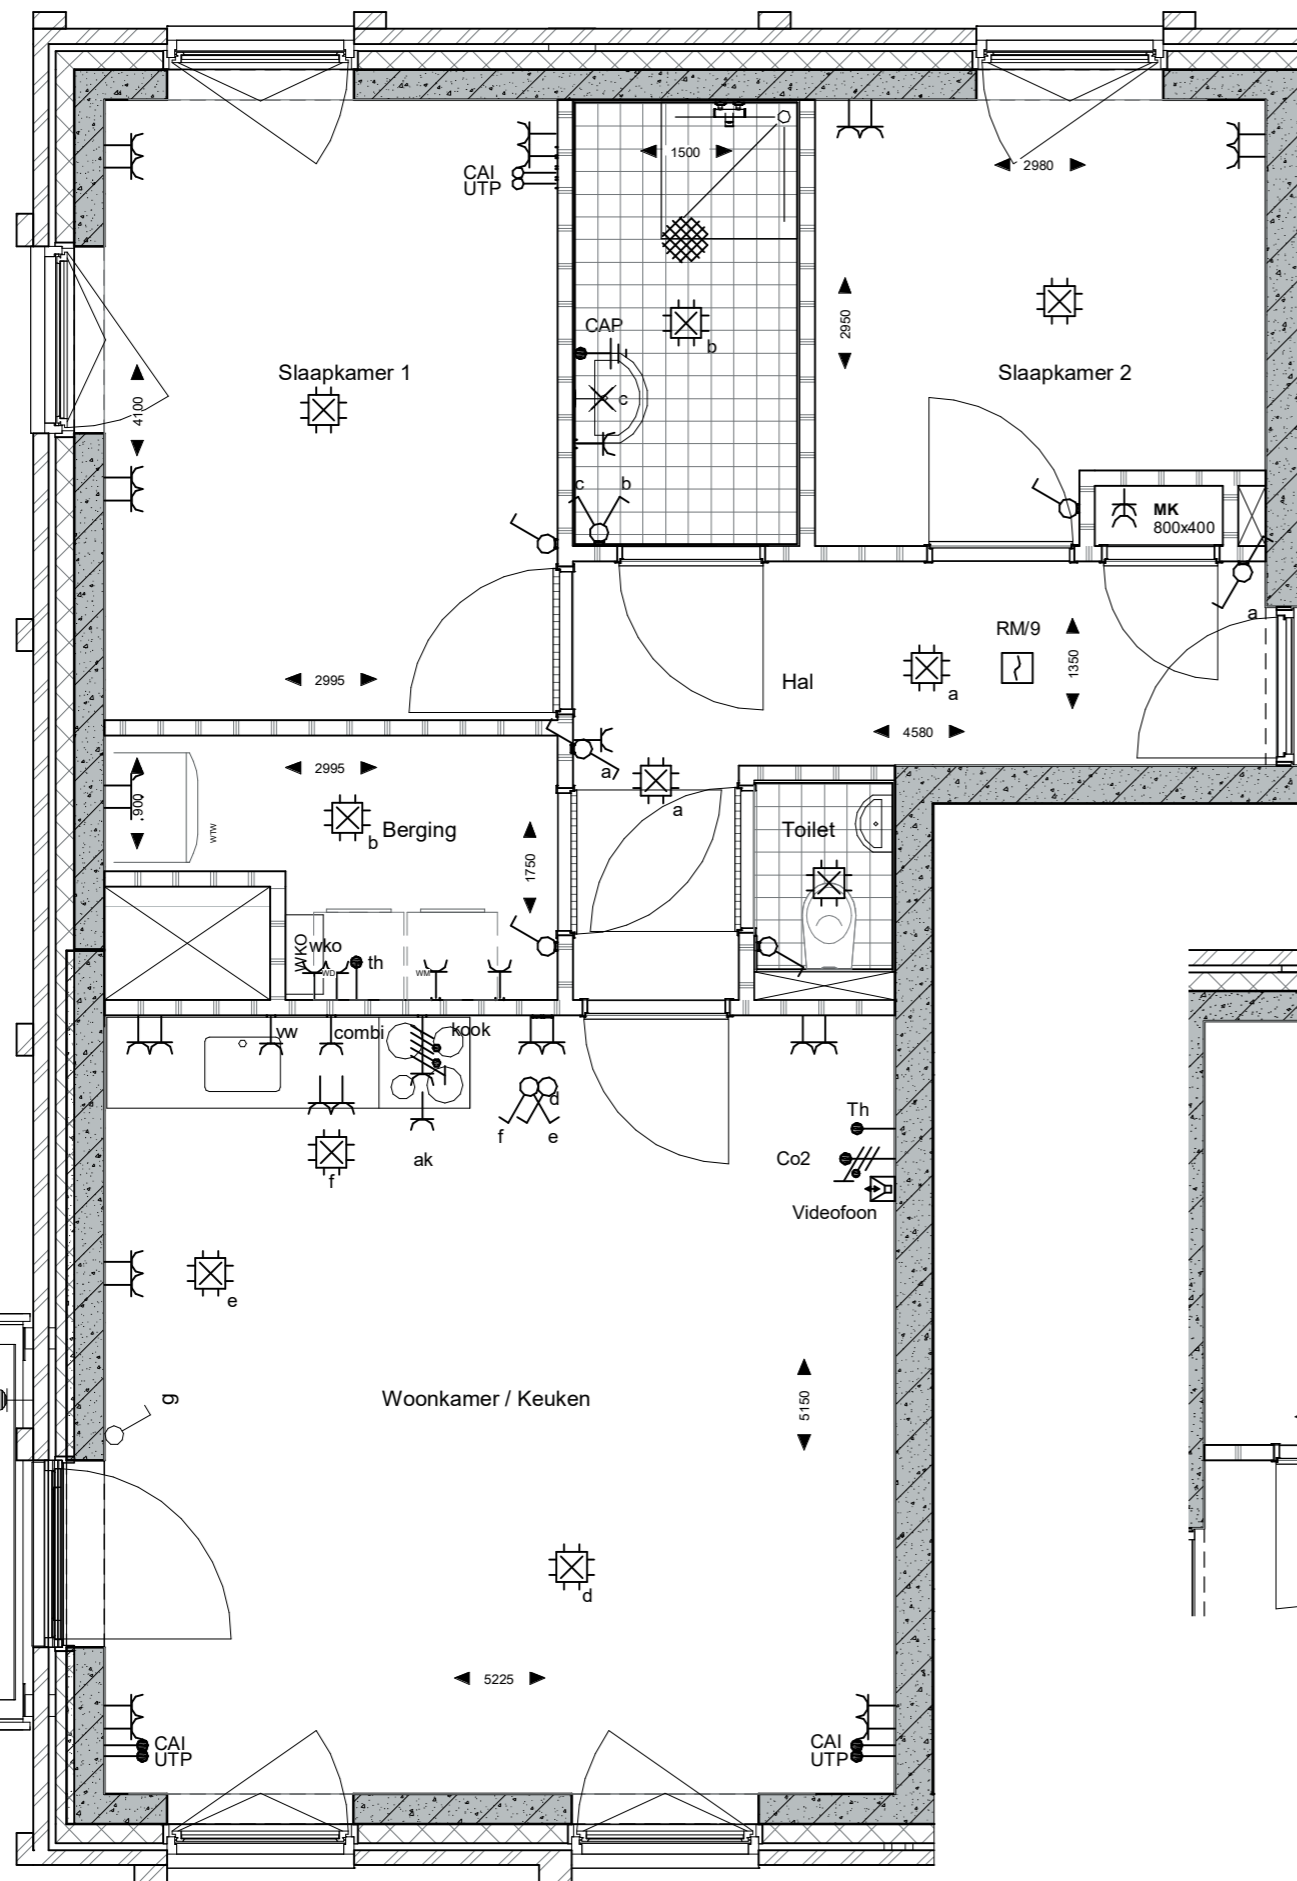 1500
2980
CAI
UTP
2950
CAP
b
Slaapkamer 1
Slaapkamer 2
c
4100
c
b
MK
800x400
a
RM/9
1350
2995
Hal
a
4580
2995
a
900
b
Berging
WTW
a
Toilet
1750
WKO
wko
th
WD
WM
vw
combi
kook
d
f
e
Th
ak
Co2
f
Videofoon
e
g
Woonkamer / Keuken
5150
d
5225
CAI
UTP
CAI
UTP